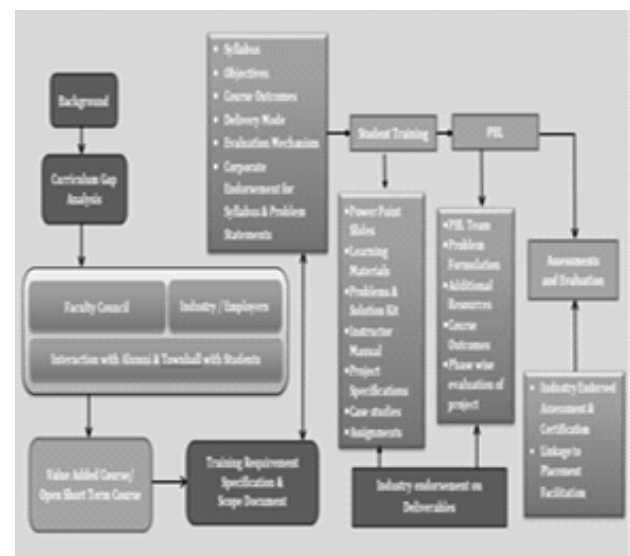 Background
Curriculum Gap
Analysis
Faculty Council
Industry / Employers
Interaction with Alumni & Townhall with Students
Value Added Course/
Open Short Term Course
Training Requirement
Specification &
Scope Document
• Syllabus
• Objectives
• Course Outcomes
• Delivery Mode
• Evaluation Mechanism
• Corporate
Endorsement for
Syllabus & Problem
Statements
Student Training
PBL
•Power Point
Slides
•Learning
Materials
•Problems &
Solution Kit
•Instructor
Manual
•Project
Specifications
•Case studies
•Assignments
•PBL Team
•Problem
Formulation
•Additional
Resources
•Course
Outcomes
•Phase wise
evaluation of
project
Industry endorsement on
Deliverables
Assessments
and Evaluation
• Industry Endorsed
Assessment &
Certification
• Linkage to
Placement
Facilitation